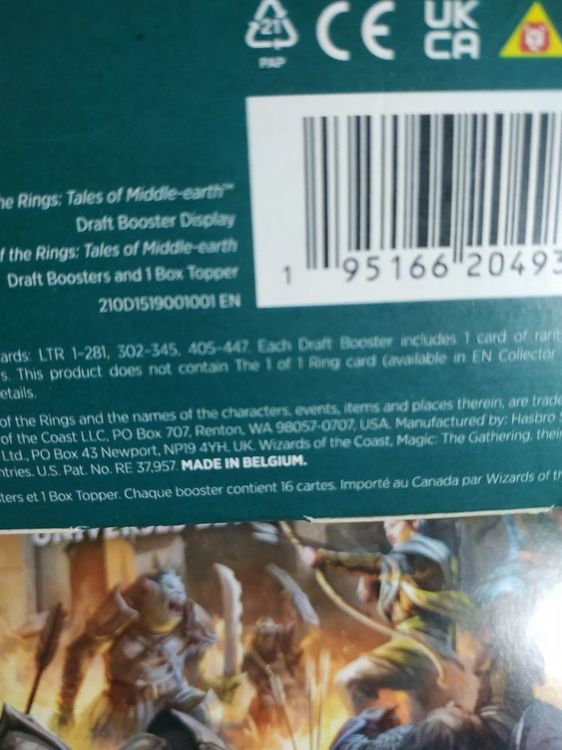 21
PAP
CE
UK
CA
he Rings: Tales of Middle-earth™
Draft Booster Display
of the Rings: Tales of Middle-earth
Draft Boosters and 1 Box Topper
210D1519001001 EN
1 95166 20493
ards: LTR 1-281, 302-345, 405-447. Each Draft Booster includes 1 card of
s. This product does not contain The 1 of 1 Ring card (available in EN Collector
etails.
of the Rings and the names of the characters, events, items and places therein, are trade
of the Coast LLC, PO Box 707, Renton, WA 98057-0707, USA. Manufactured by: Hasbro S
Ltd., PO Box 43 Newport, NP19 4YH, UK. Wizards of the Coast, Magic: The Gathering, their
ntries. U.S. Pat. No. RE 37,957. MADE IN BELGIUM.
ters et 1 Box Topper. Chaque booster contient 16 cartes. Importé au Canada par Wizards of th